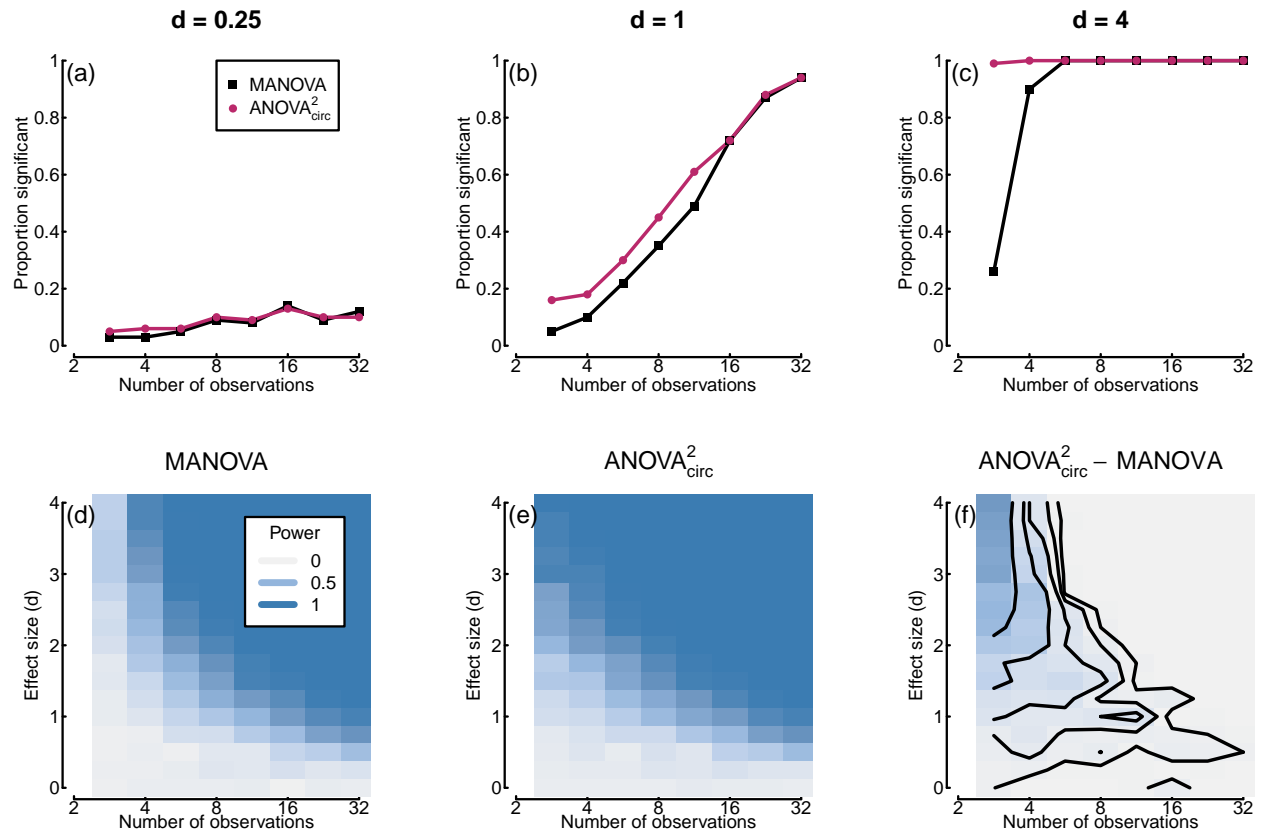 d = 0.25
d = 1
d = 4
(a)
MANOVA
ANOVA²circ
1
0.8
0.6
0.4
0.2
0
Proportion significant
2 4 8 16 32
Number of observations
(b)
1
0.8
0.6
0.4
0.2
0
Proportion significant
2 4 8 16 32
Number of observations
(c)
1
0.8
0.6
0.4
0.2
0
Proportion significant
2 4 8 16 32
Number of observations
MANOVA
(d)
Power
0
0.5
1
4
3
2
1
0
Effect size (d)
2 4 8 16 32
Number of observations
ANOVA²circ
(e)
4
3
2
1
0
Effect size (d)
2 4 8 16 32
Number of observations
ANOVA²circ − MANOVA
(f)
4
3
2
1
0
Effect size (d)
2 4 8 16 32
Number of observations